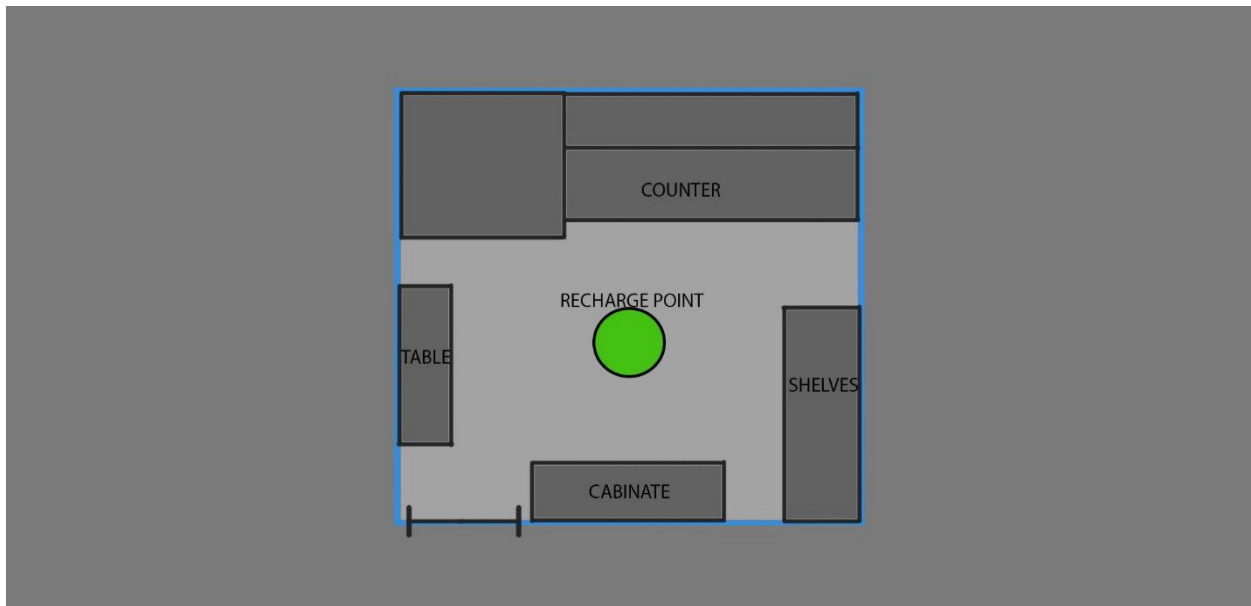 COUNTER
RECHARGE POINT
TABLE
SHELVES
CABINATE